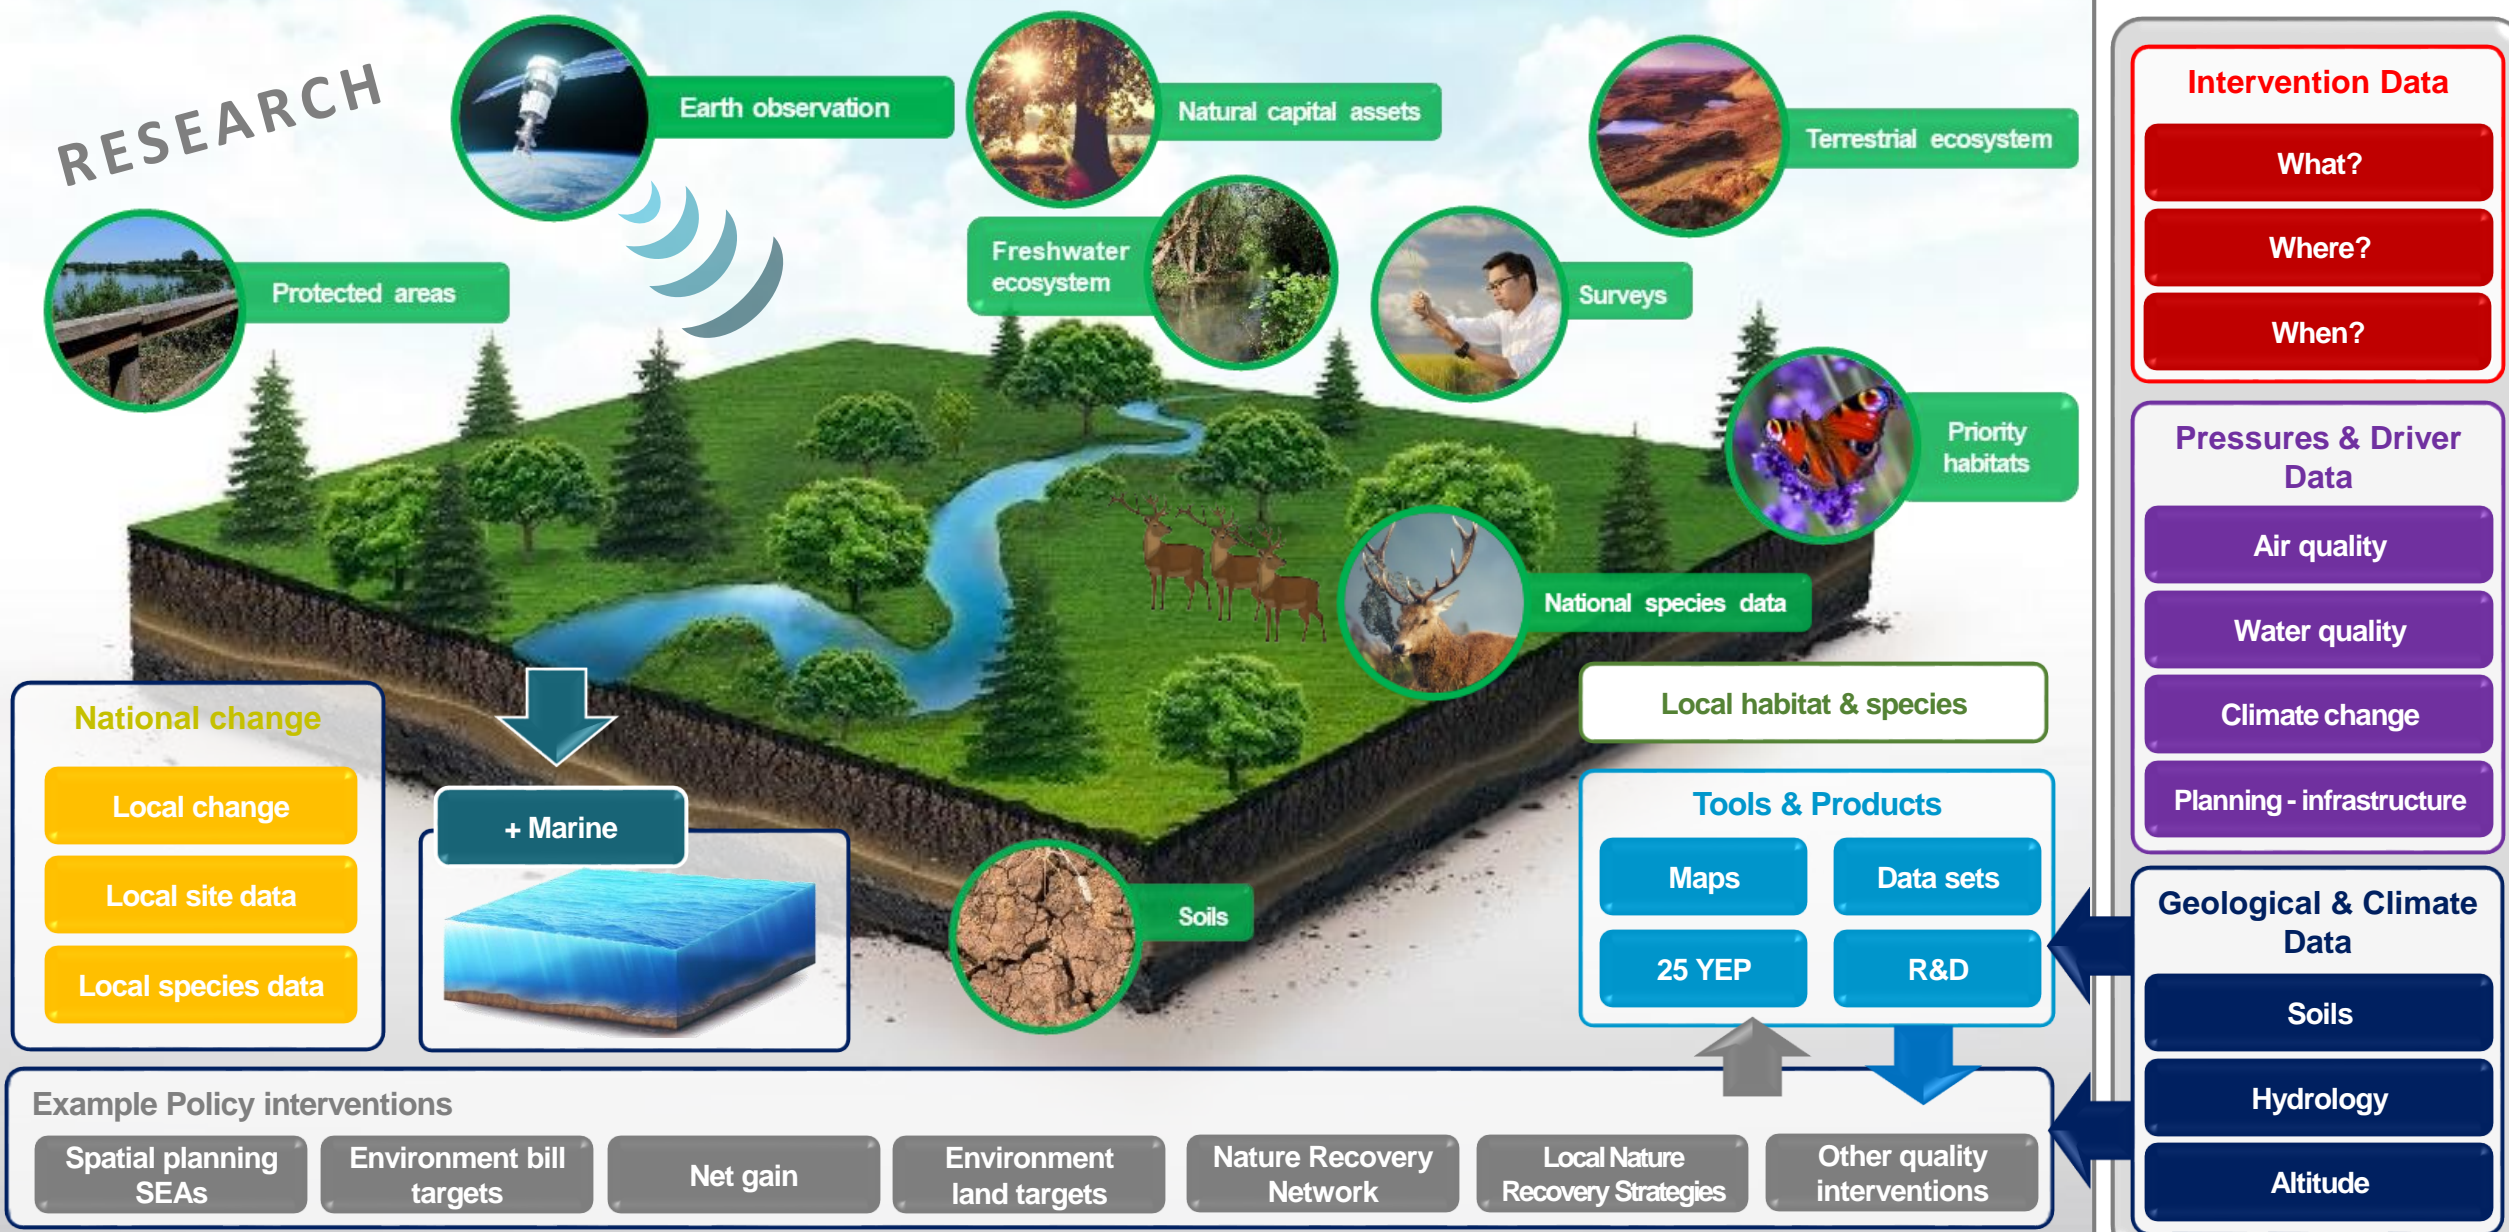 RESEARCH
Earth observation
Natural capital assets
Terrestrial ecosystem
Protected areas
Freshwater
ecosystem
Surveys
Priority
habitats
National species data
Local habitat & species
National change
Local change
Local site data
Local species data
+ Marine
Soils
Tools & Products
Maps
Data sets
25 YEP
R&D
Example Policy interventions
Spatial planning
SEAs
Environment bill
targets
Net gain
Environment
land targets
Nature Recovery
Network
Local Nature
Recovery Strategies
Other quality
interventions
Intervention Data
What?
Where?
When?
Pressures & Driver
Data
Air quality
Water quality
Climate change
Planning - infrastructure
Geological & Climate
Data
Soils
Hydrology
Altitude